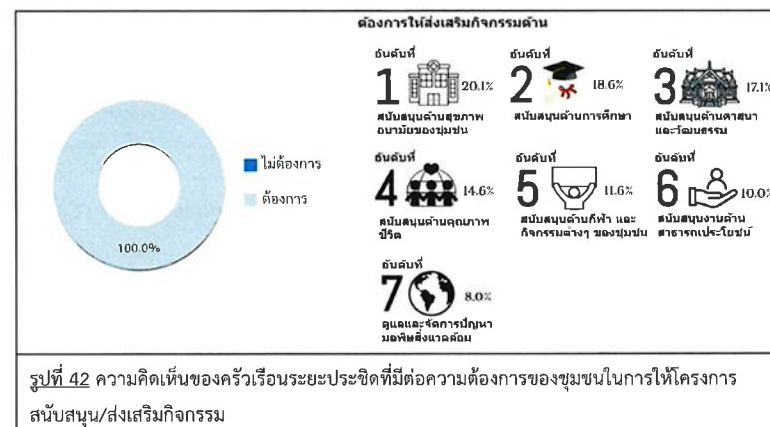 ต้องการให้ส่งเสริมกิจกรรมด้าน
100.0%
ไม่ต้องการ
ต้องการ
อันดับที่
1
20.1%
สนับสนุนด้านสุขภาพ
อนามัยของชุมชน
อันดับที่
2
18.6%
สนับสนุนด้านการศึกษา
อันดับที่
3
17.1%
สนับสนุนด้านศาสนา
และวัฒนธรรม
อันดับที่
4
14.6%
สนับสนุนด้านคุณภาพ
ชีวิต
อันดับที่
5
11.6%
สนับสนุนด้านกีฬา และ
กิจกรรมต่างๆ ของชุมชน
อันดับที่
6
10.0%
สนับสนุนงานด้าน
สาธารณประโยชน์
อันดับที่
7
8.0%
ดูแลและจัดการปัญหา
มลพิษสิ่งแวดล้อม
รูปที่ 42 ความคิดเห็นของครัวเรือนระยะประชิดที่มีต่อความต้องการของชุมชนในการให้โครงการ
สนับสนุน/ส่งเสริมกิจกรรม